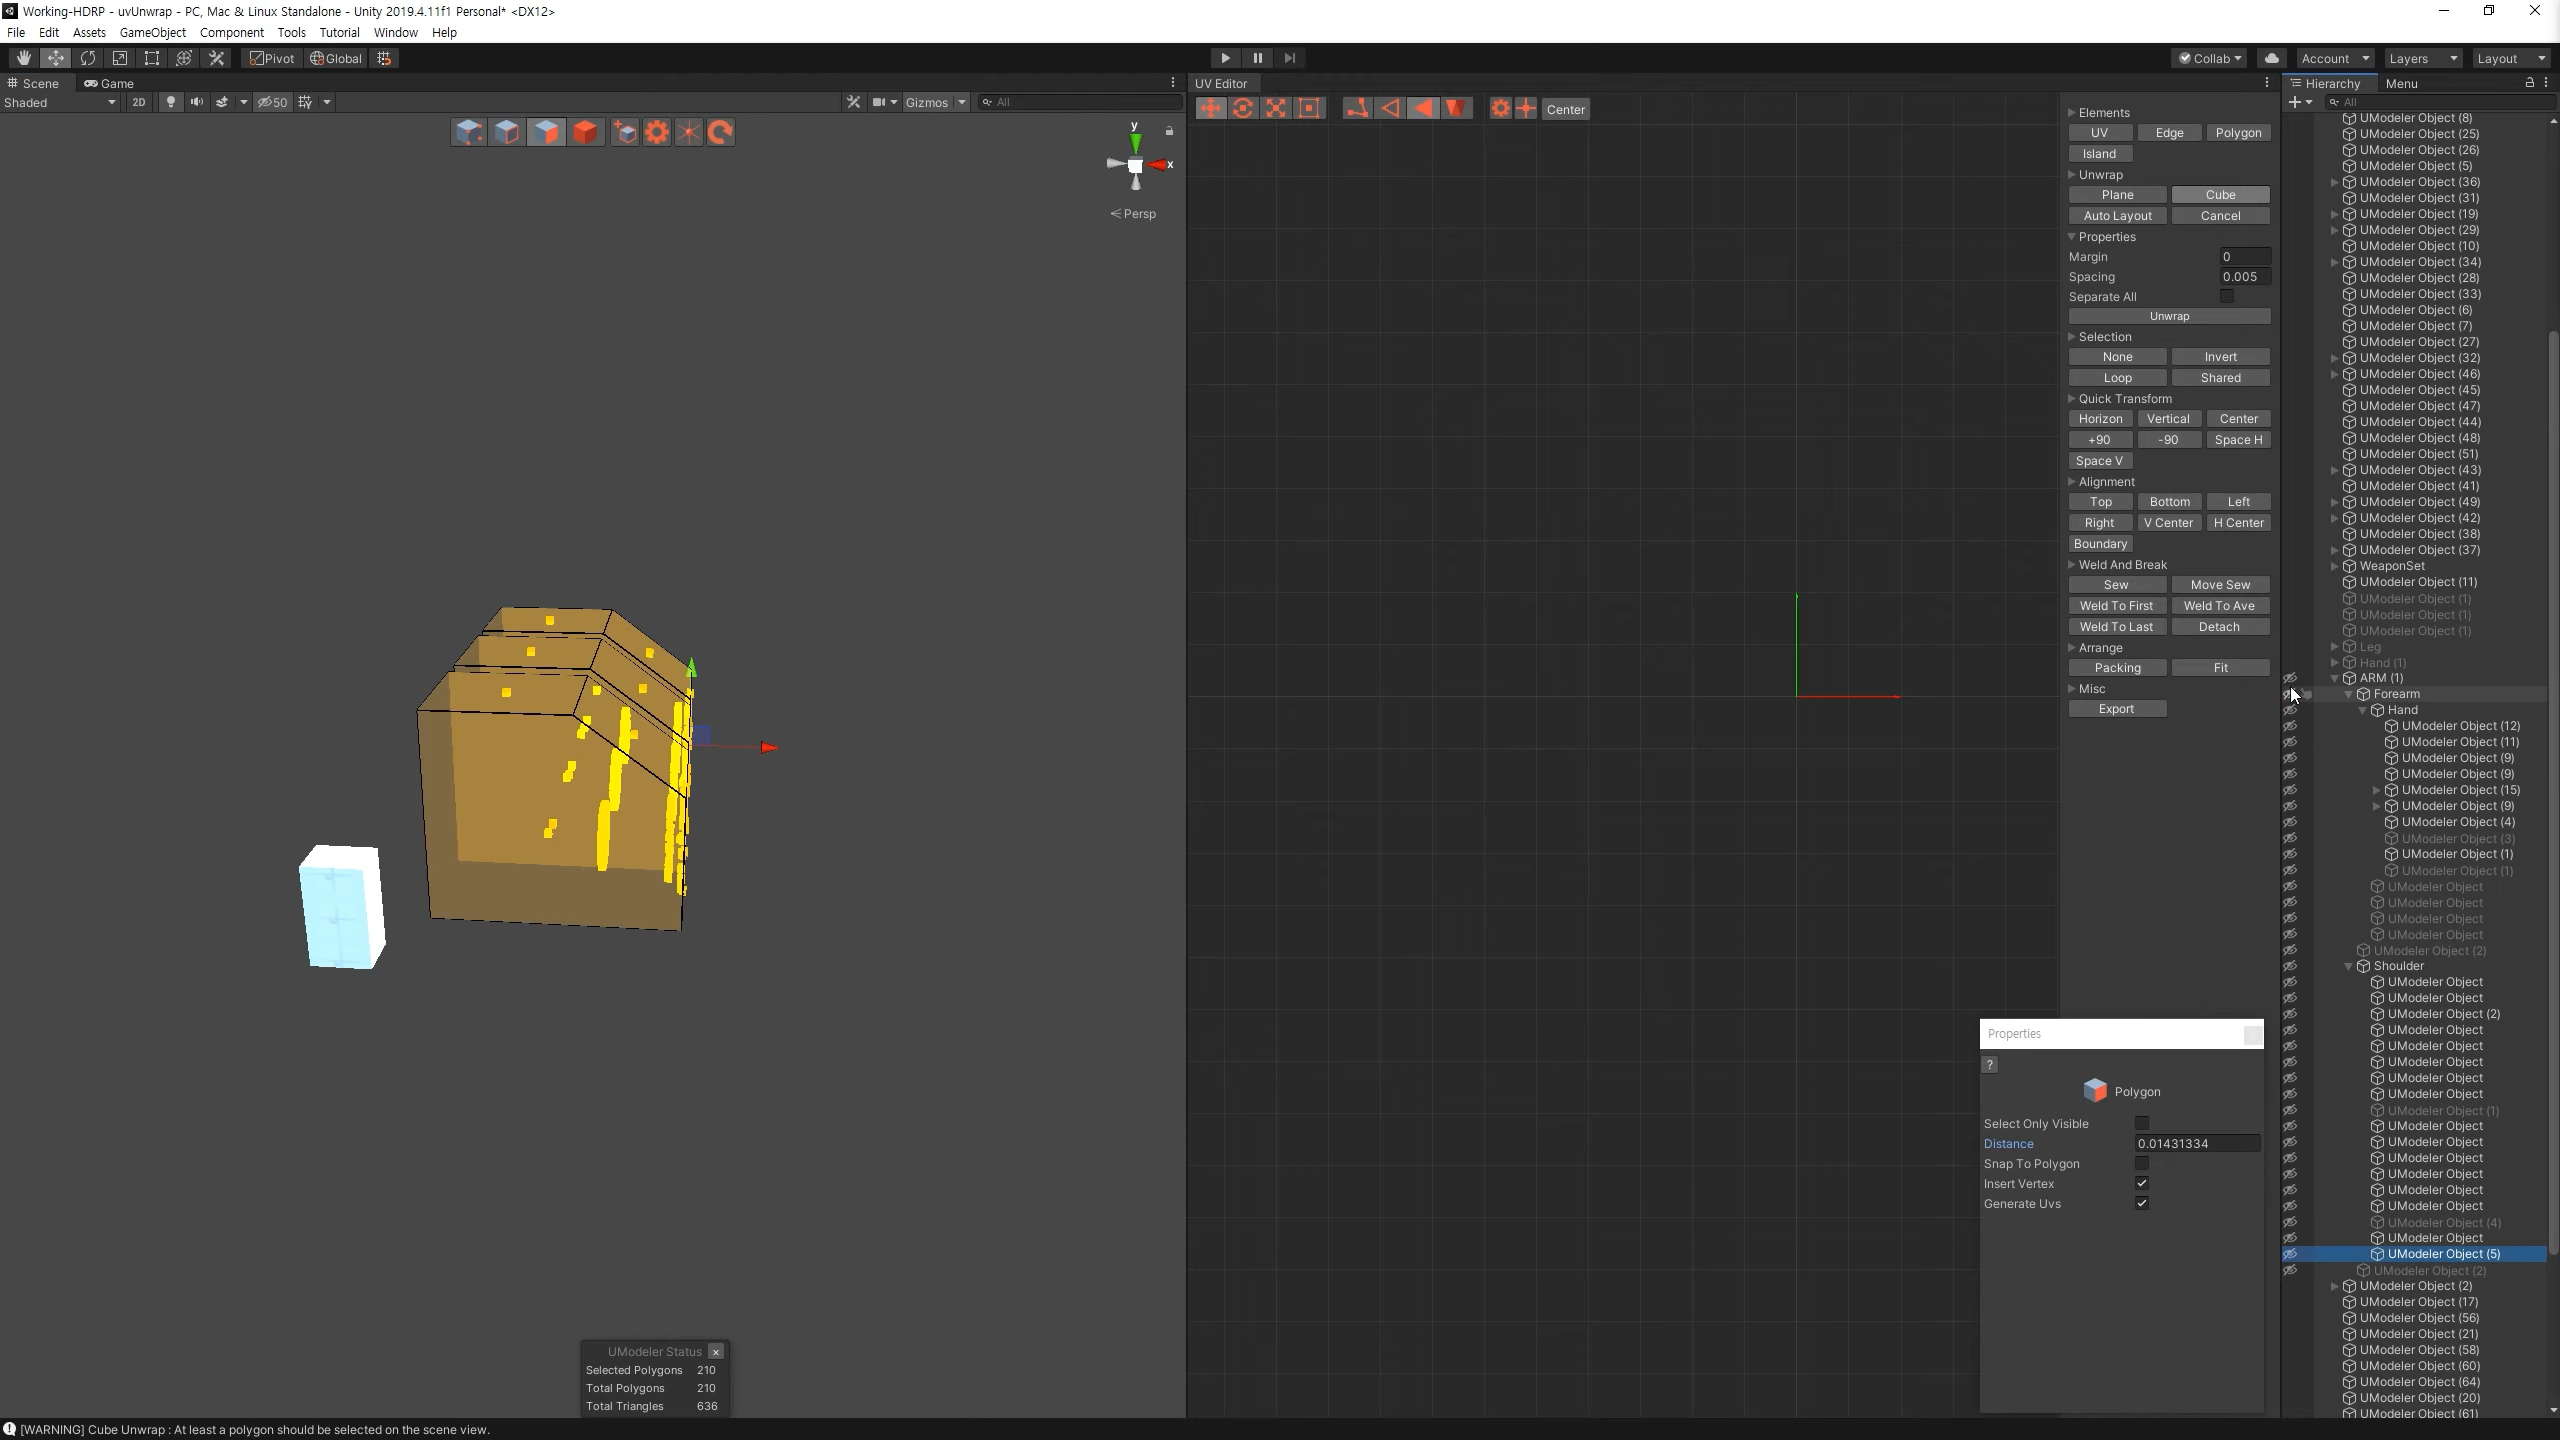 Working-HDRP - uvUnwrap - PC, Mac & Linux Standalone - Unity 2019.4.11f1 Personal* <DX12>
File Edit Assets GameObject Component Tools Tutorial Window Help
Pivot Global Collab Account Layers Layout
Scene Game UV Editor Hierarchy Menu
Shaded 2D 50 Gizmos All All
Center
y
x
Persp
Elements
UV Edge Polygon
Island
Unwrap
Plane Cube
Auto Layout Cancel
Properties
Margin 0
Spacing 0.005
Separate All
Unwrap
Selection
None Invert
Loop Shared
Quick Transform
Horizon Vertical Center
+90 -90 Space H
Space V
Alignment
Top Bottom Left
Right V Center H Center
Boundary
Weld And Break
Sew Move Sew
Weld To First Weld To Ave
Weld To Last Detach
Arrange
Packing Fit
Misc
Export
UModeler Object (8)
UModeler Object (25)
UModeler Object (26)
UModeler Object (5)
UModeler Object (36)
UModeler Object (31)
UModeler Object (19)
UModeler Object (29)
UModeler Object (10)
UModeler Object (34)
UModeler Object (28)
UModeler Object (33)
UModeler Object (6)
UModeler Object (7)
UModeler Object (27)
UModeler Object (32)
UModeler Object (46)
UModeler Object (45)
UModeler Object (47)
UModeler Object (44)
UModeler Object (48)
UModeler Object (51)
UModeler Object (43)
UModeler Object (41)
UModeler Object (49)
UModeler Object (42)
UModeler Object (38)
UModeler Object (37)
WeaponSet
UModeler Object (11)
UModeler Object (1)
UModeler Object (1)
UModeler Object (1)
Leg
Hand (1)
ARM (1)
Forearm
Hand
UModeler Object (12)
UModeler Object (11)
UModeler Object (9)
UModeler Object (9)
UModeler Object (15)
UModeler Object (9)
UModeler Object (4)
UModeler Object (3)
UModeler Object (1)
UModeler Object (1)
UModeler Object
UModeler Object
UModeler Object
UModeler Object
UModeler Object (2)
Shoulder
UModeler Object
UModeler Object
UModeler Object (2)
UModeler Object
UModeler Object
UModeler Object
UModeler Object
UModeler Object
UModeler Object (1)
UModeler Object
UModeler Object
UModeler Object
UModeler Object
UModeler Object
UModeler Object
UModeler Object (4)
UModeler Object
UModeler Object (5)
UModeler Object (2)
UModeler Object (2)
UModeler Object (17)
UModeler Object (56)
UModeler Object (21)
UModeler Object (58)
UModeler Object (60)
UModeler Object (64)
UModeler Object (20)
UModeler Object (61)
Properties
?
Polygon
Select Only Visible
Distance 0.01431334
Snap To Polygon
Insert Vertex
Generate Uvs
UModeler Status
Selected Polygons 210
Total Polygons 210
Total Triangles 636
[WARNING] Cube Unwrap : At least a polygon should be selected on the scene view.